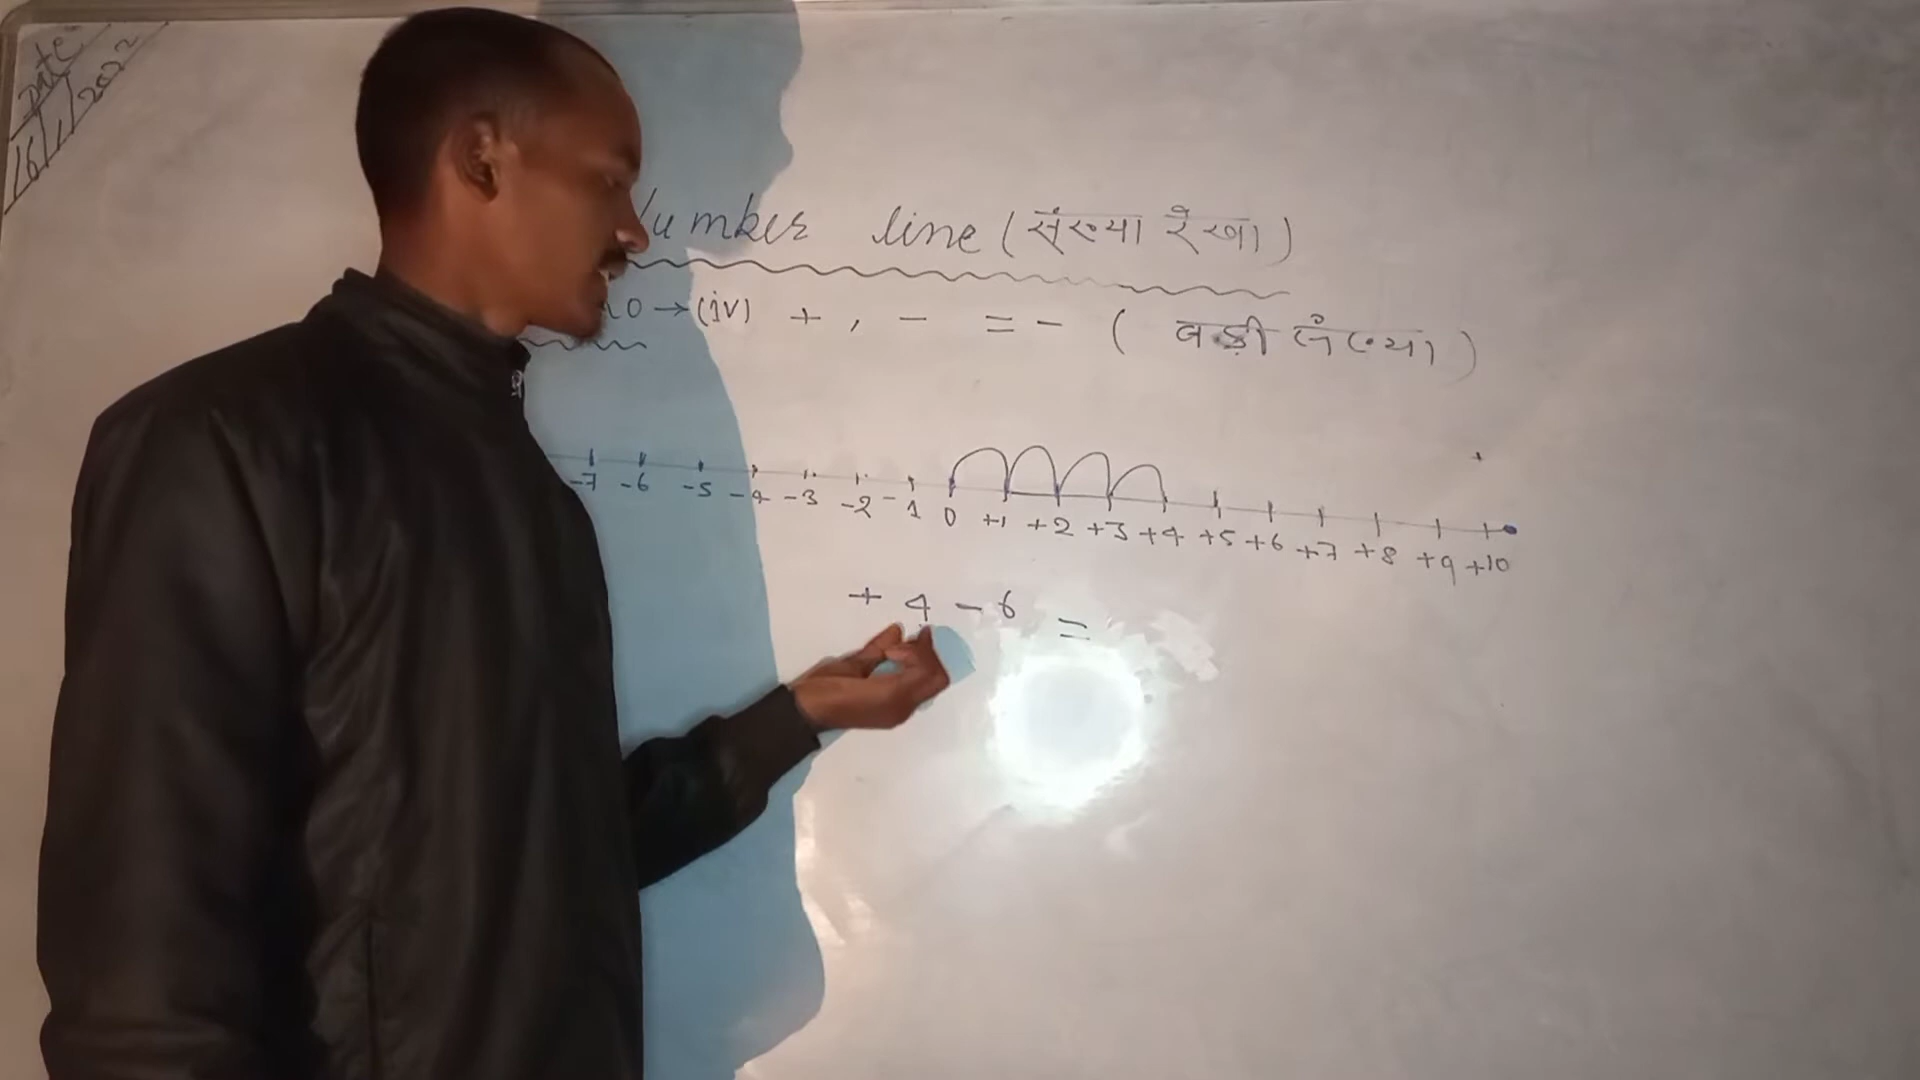 Date
16/1/2022
Number line (संख्या रेखा)
no → (iv) + , - = - ( बड़ी संख्या )
-7 -6 -5 -4 -3 -2 -1 0 +1 +2 +3 +4 +5 +6 +7 +8 +9 +10
+ 4 - 6 =